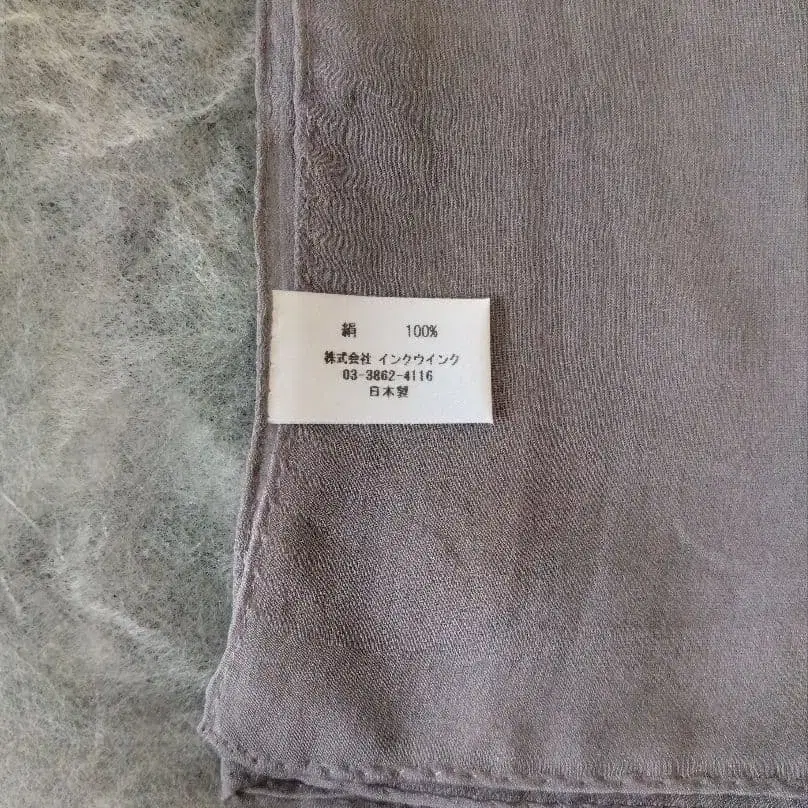 絹 100%
株式会社 インクウインク
03-3862-4116
日本製